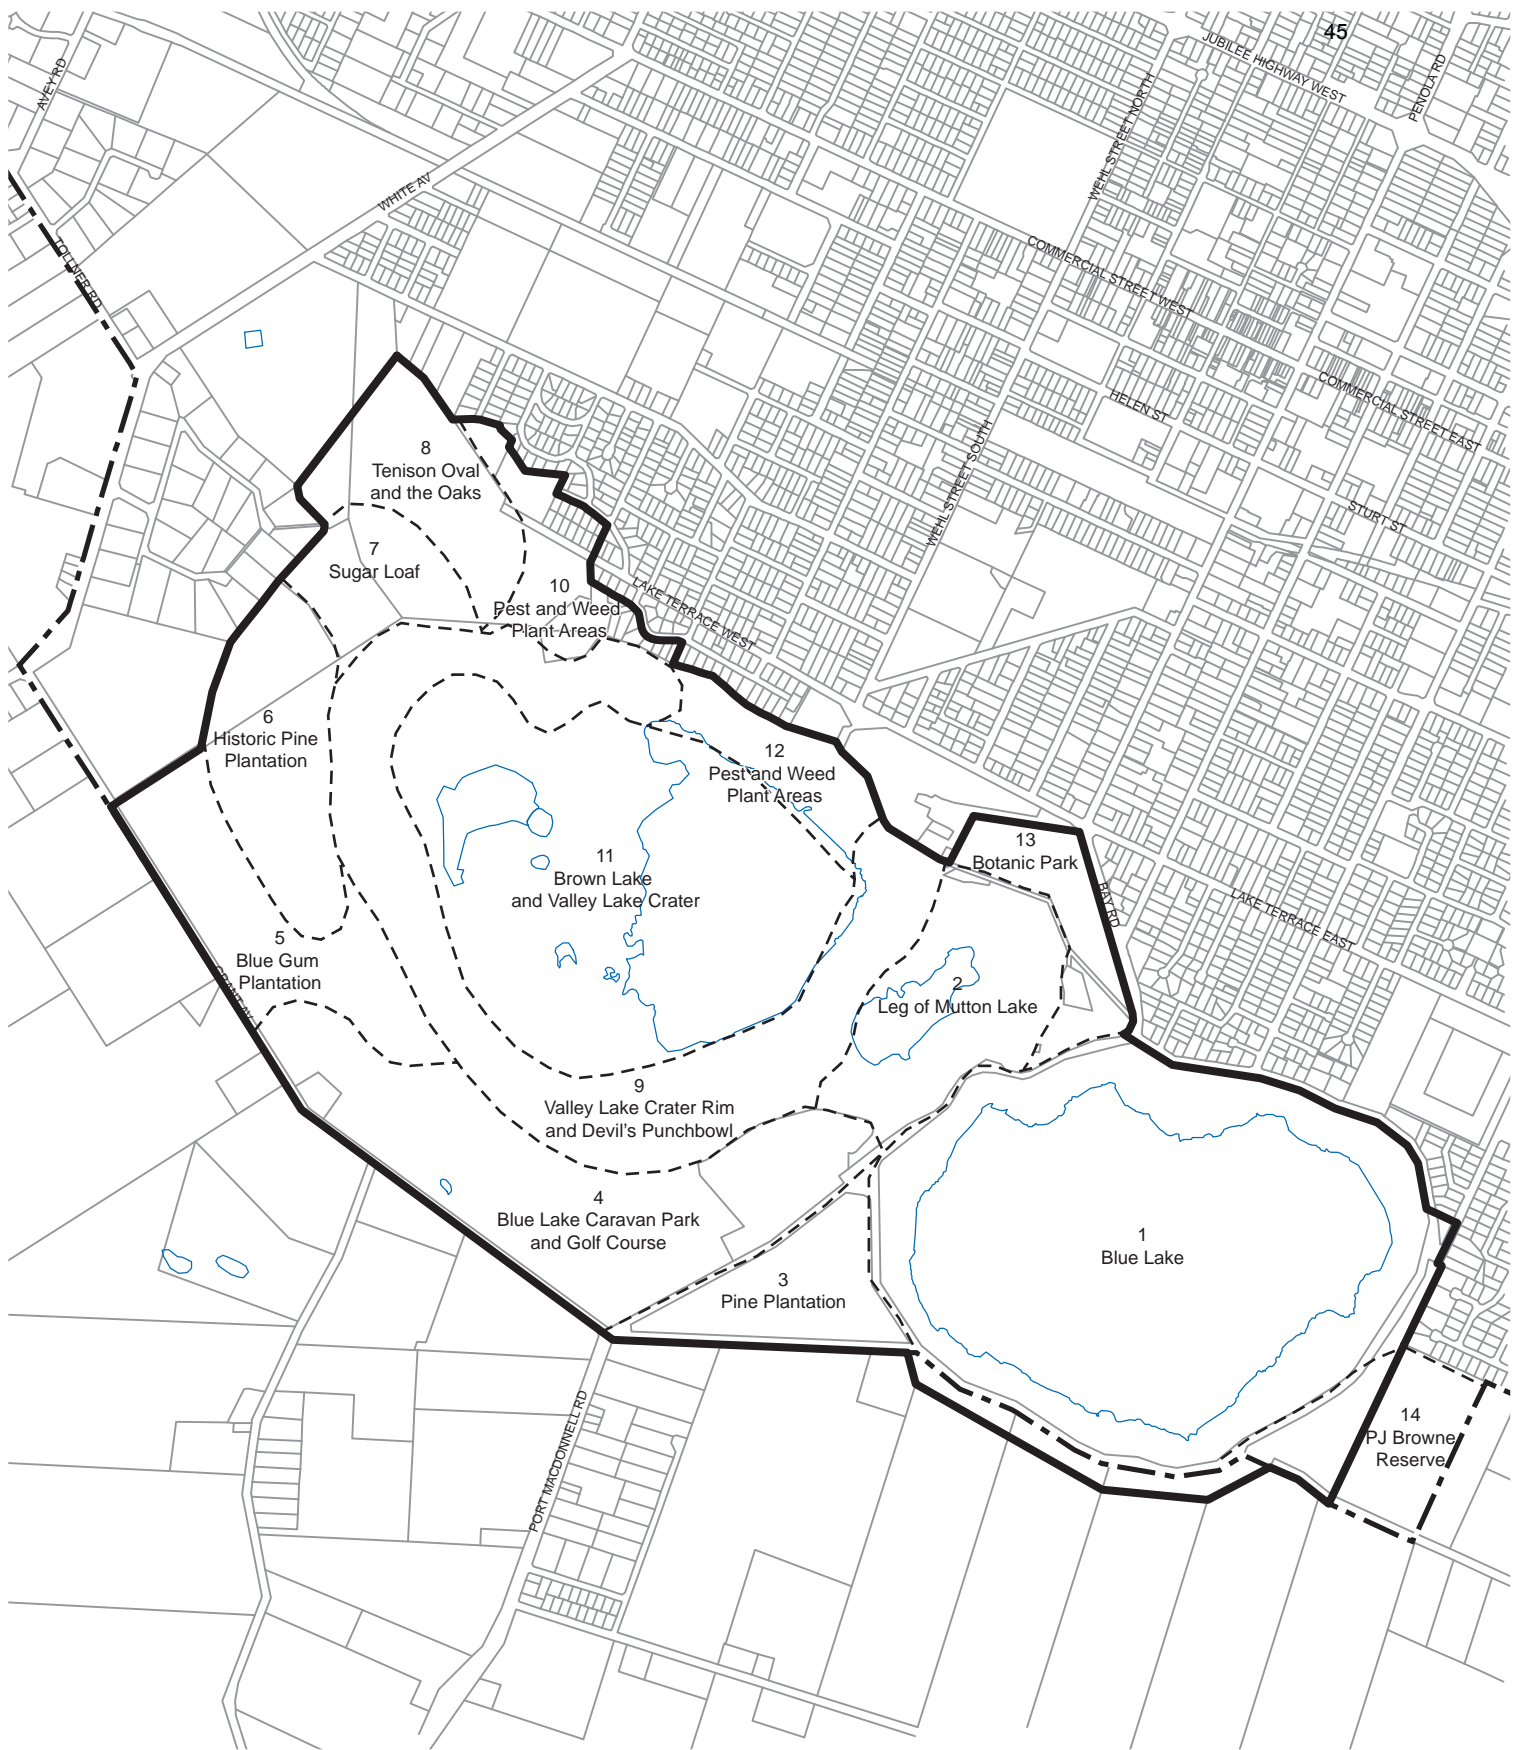 45
JUBILEE HIGHWAY WEST
PENOLA RD
AVEY RD
WEHL STREET NORTH
WHITE AV
TOLLNER RD
COMMERCIAL STREET WEST
COMMERCIAL STREET EAST
HELEN ST
WEHL STREET SOUTH
STURT ST
8
Tenison Oval
and the Oaks
7
Sugar Loaf
10
Pest and Weed
Plant Areas
LAKE TERRACE WEST
6
Historic Pine
Plantation
12
Pest and Weed
Plant Areas
13
Botanic Park
BAY RD
LAKE TERRACE EAST
11
Brown Lake
and Valley Lake Crater
5
Blue Gum
Plantation
GRANT AV
2
Leg of Mutton Lake
9
Valley Lake Crater Rim
and Devil's Punchbowl
4
Blue Lake Caravan Park
and Golf Course
1
Blue Lake
3
Pine Plantation
14
PJ Browne
Reserve
PORT MACDONNELL RD